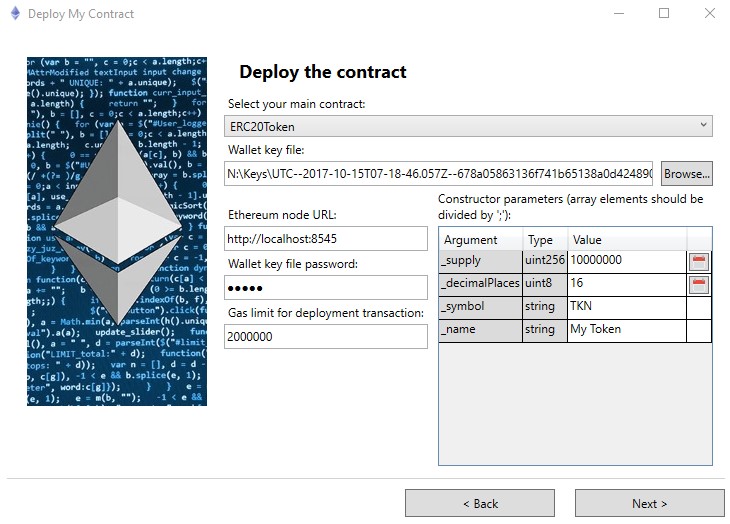 Deploy My Contract
Deploy the contract
Select your main contract:
ERC20Token
Wallet key file:
N:\Keys\UTC--2017-10-15T07-18-46.057Z--678a05863136f741b65138a0d424890
Browse...
Ethereum node URL:
http://localhost:8545
Wallet key file password:
●●●●●
Gas limit for deployment transaction:
2000000
Constructor parameters (array elements should be
divided by ';'):
Argument Type Value
_supply uint256 10000000
_decimalPlaces uint8 16
_symbol string TKN
_name string My Token
< Back
Next >